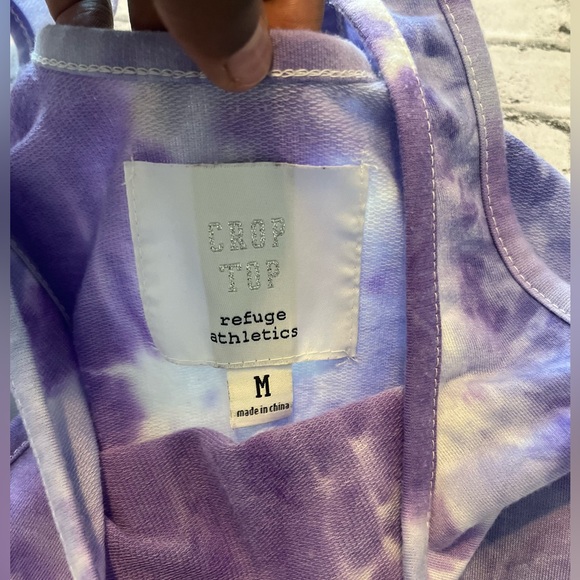 CROP
TOP
refuge
athletics
M
made in china